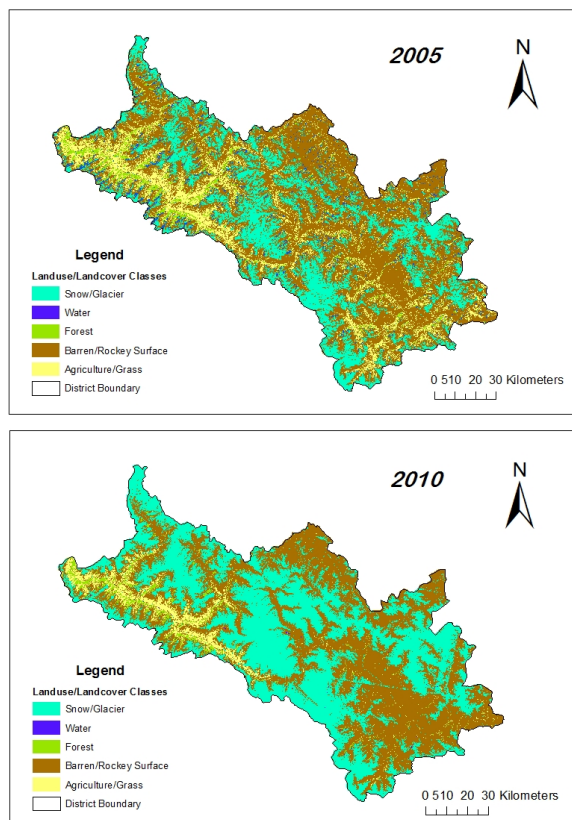 2005
N
Legend
Landuse/Landcover Classes
Snow/Glacier
Water
Forest
Barren/Rockey Surface
Agriculture/Grass
District Boundary
0 510 20 30 Kilometers
2010
N
Legend
Landuse/Landcover Classes
Snow/Glacier
Water
Forest
Barren/Rockey Surface
Agriculture/Grass
District Boundary
0 510 20 30 Kilometers